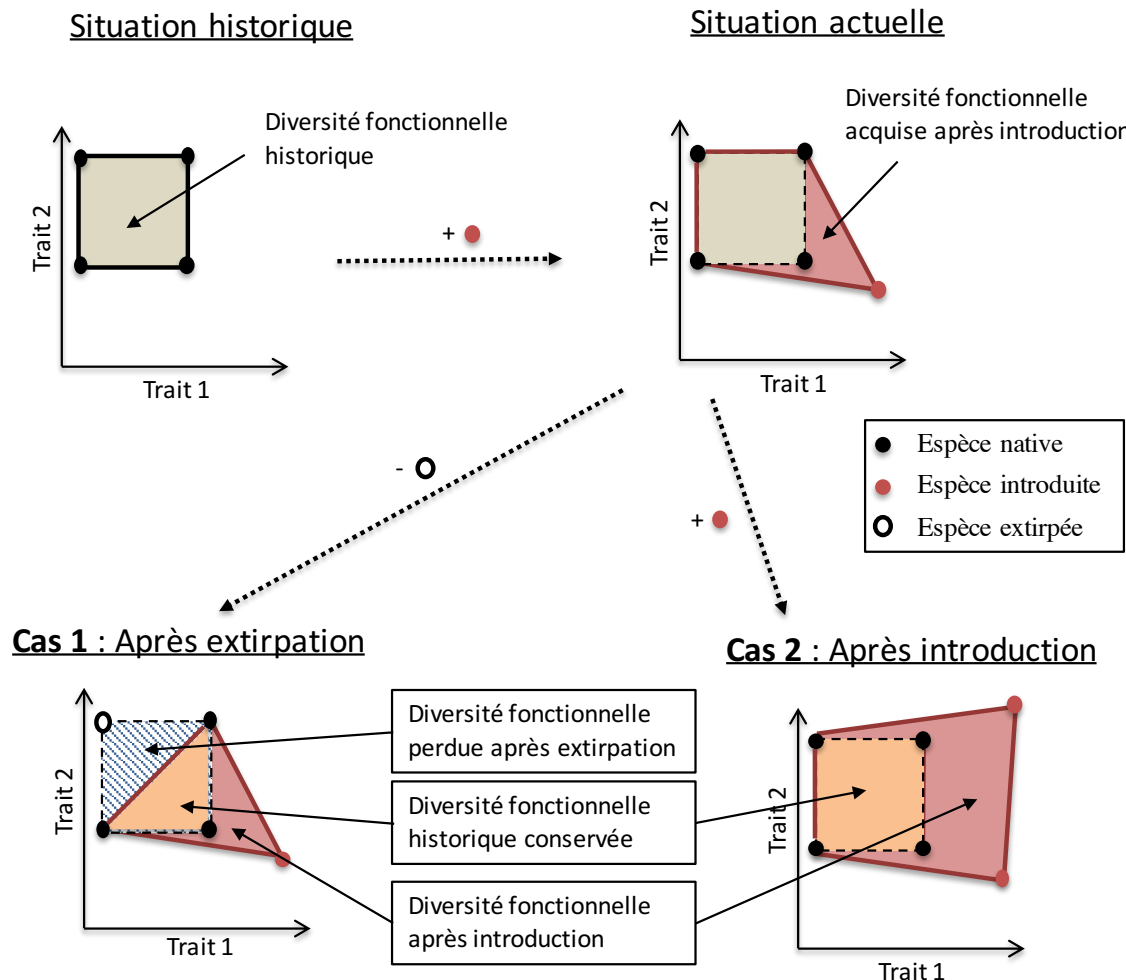 Situation historique
Situation actuelle
Diversité fonctionnelle
historique
Trait 2
Trait 1
+
Diversité fonctionnelle
acquise après introduction
Trait 2
Trait 1
-
+
Espèce native
Espèce introduite
Espèce extirpée
Cas 1 : Après extirpation
Cas 2 : Après introduction
Trait 2
Trait 1
Diversité fonctionnelle
perdue après extirpation
Diversité fonctionnelle
historique conservée
Diversité fonctionnelle
après introduction
Trait 2
Trait 1